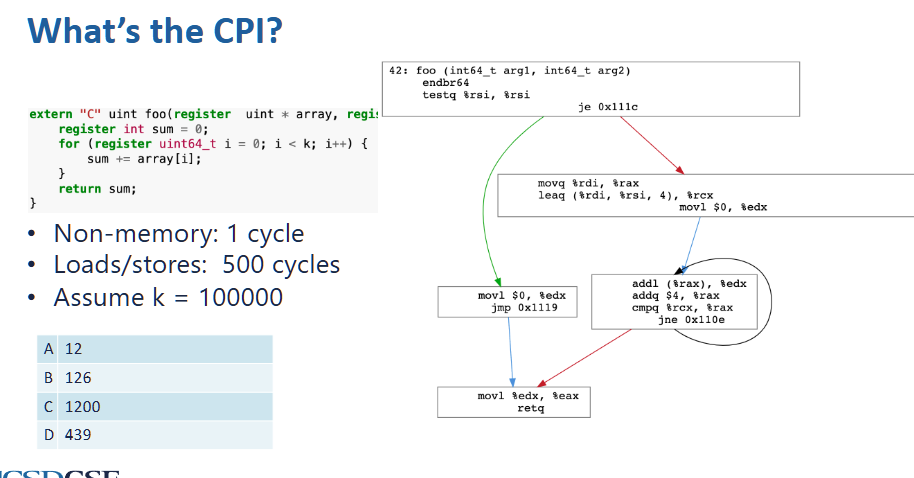 What's the CPI?
extern "C" uint foo(register  uint * array, regis
register int sum = 0;
for (register uint64_t i = 0; i < k; i++) {
sum += array[i];
}
return sum;
}
• Non-memory: 1 cycle
• Loads/stores:  500 cycles
• Assume k = 100000
A 12
B 126
C 1200
D 439
42: foo (int64_t arg1, int64_t arg2)
endbr64
testq %rsi, %rsi
je 0x111c
movq %rdi, %rax
leaq (%rdi, %rsi, 4), %rcx
movl $0, %edx
movl $0, %edx
jmp 0x1119
addl (%rax), %edx
addq $4, %rax
cmpq %rcx, %rax
jne 0x110e
movl %edx, %eax
retq